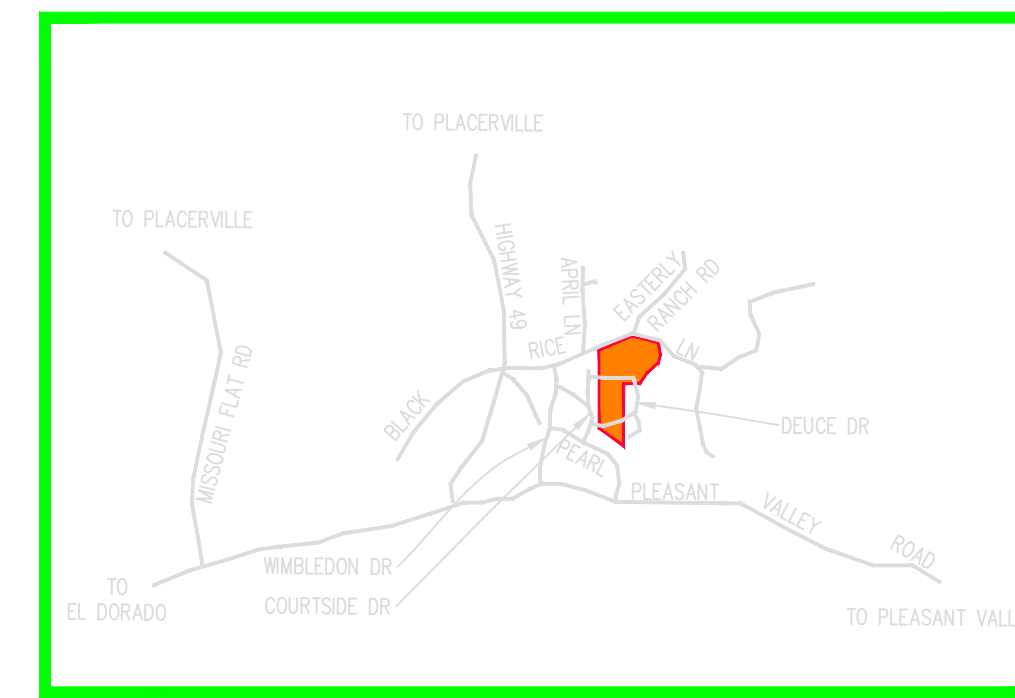 TO PLACERVILLE
TO PLACERVILLE
HIGHWAY 49
APRIL LN
EASTERLY
RANCH RD
RICE
LN
MISSOURI FLAT RD
BLACK
DEUCE DR
PEARL
PLEASANT
VALLEY
ROAD
WIMBLEDON DR
COURTSIDE DR
TO
EL DORADO
TO PLEASANT VALL